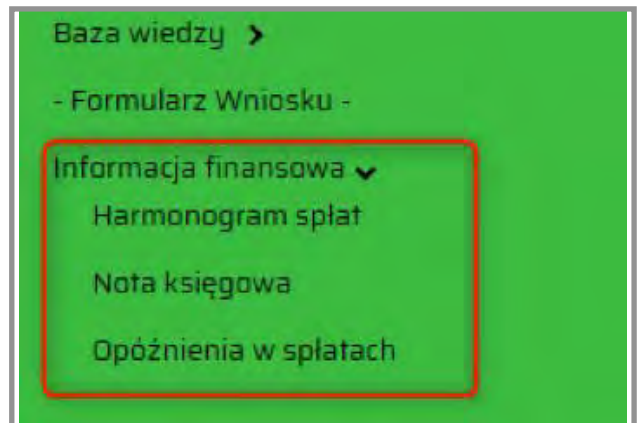 Baza wiedzy
- Formularz Wniosku -
Informacja finansowa
Harmonogram spłat
Nota księgowa
Opóźnienia w spłatach